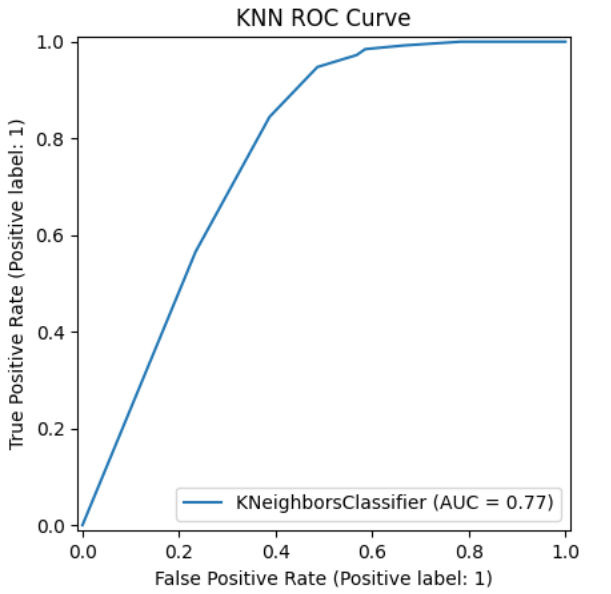 KNN ROC Curve
True Positive Rate (Positive label: 1)
1.0
0.8
0.6
0.4
0.2
0.0
KNeighborsClassifier (AUC = 0.77)
0.0 0.2 0.4 0.6 0.8 1.0
False Positive Rate (Positive label: 1)